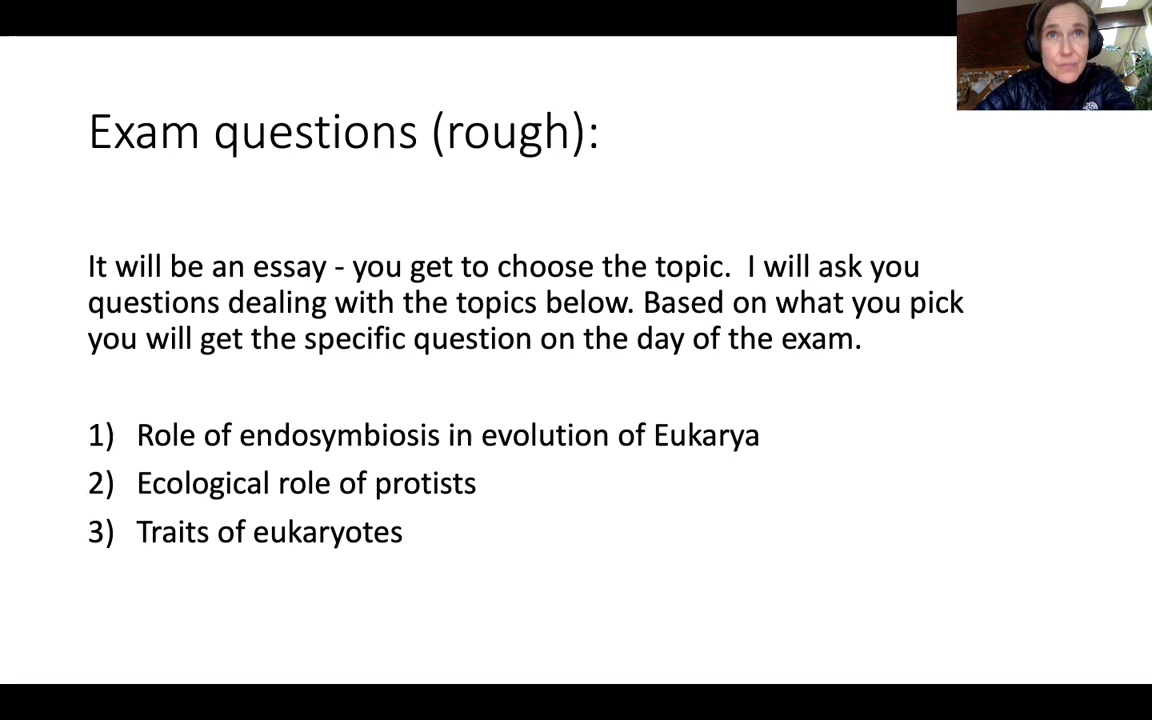 Exam questions (rough):
It will be an essay - you get to choose the topic.  I will ask you
questions dealing with the topics below. Based on what you pick
you will get the specific question on the day of the exam.
1) Role of endosymbiosis in evolution of Eukarya
2) Ecological role of protists
3) Traits of eukaryotes